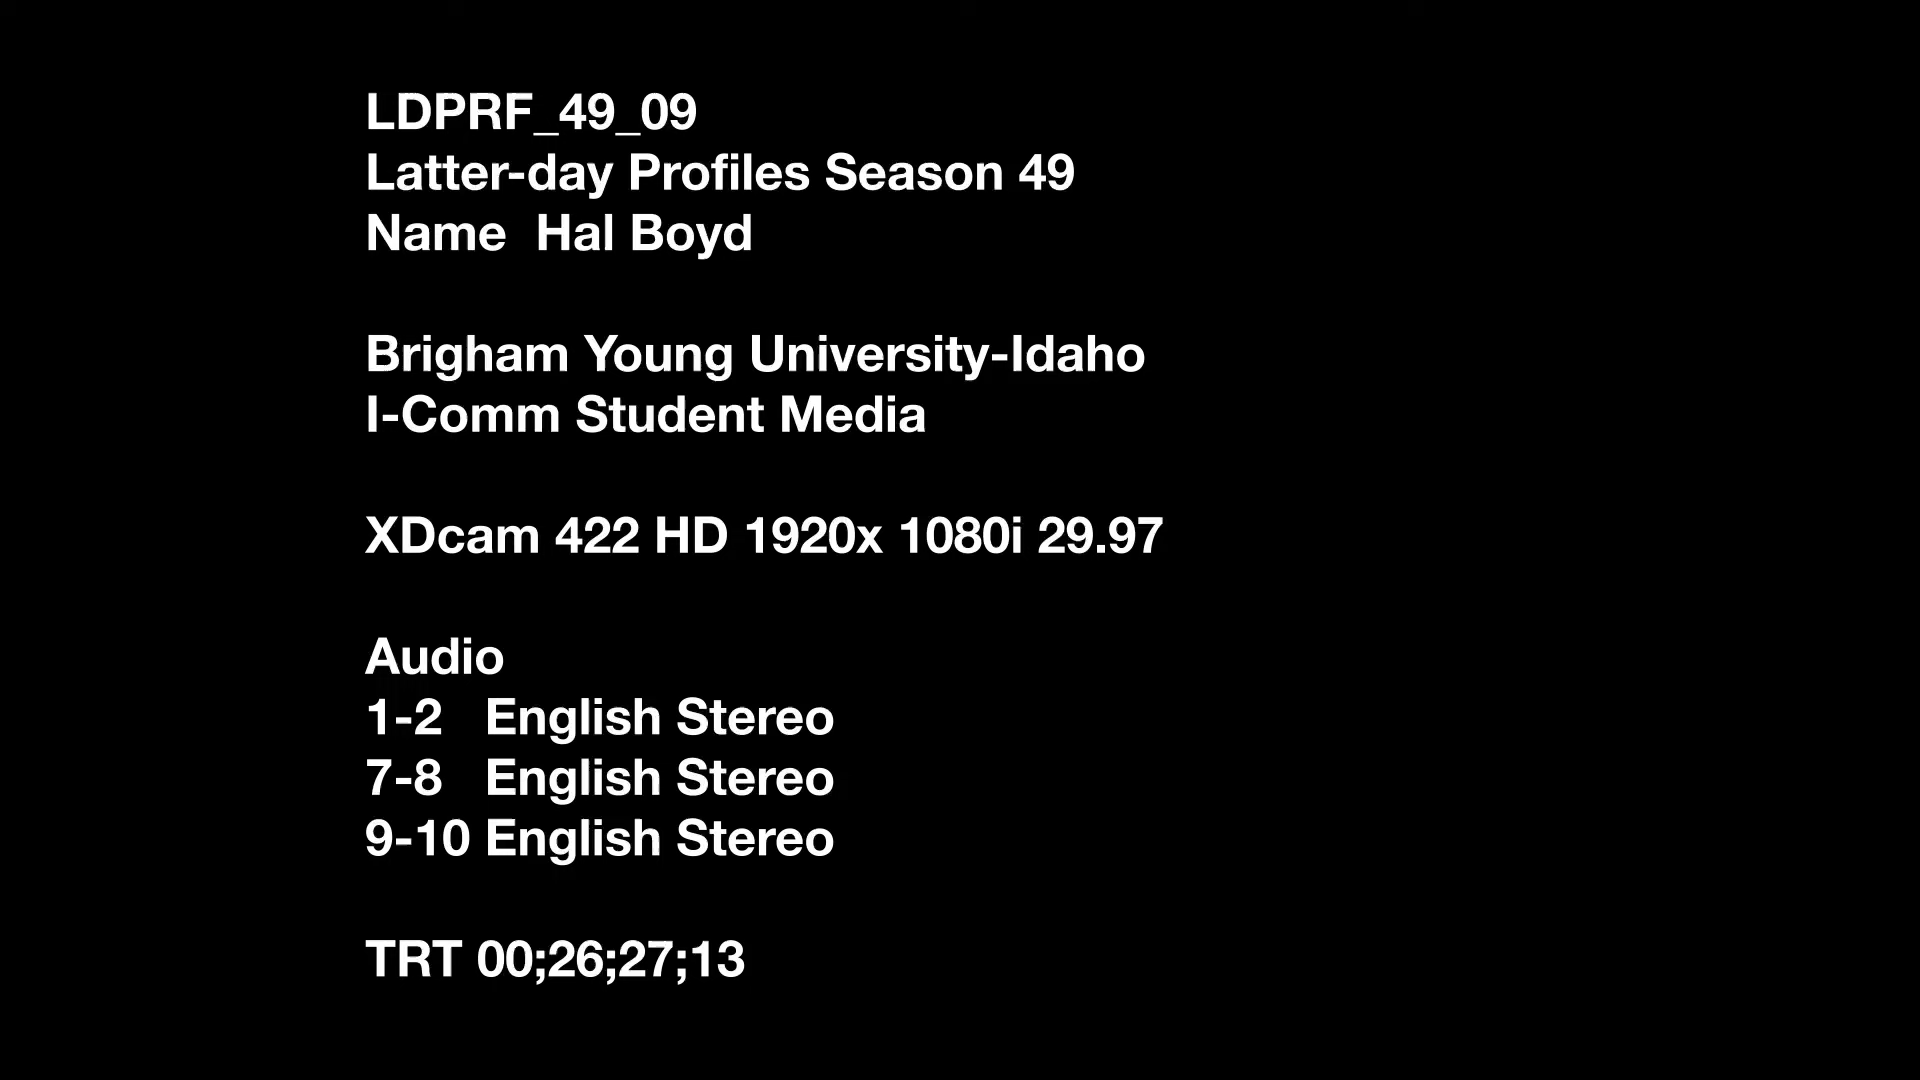 LDPRF_49_09
Latter-day Profiles Season 49
Name  Hal Boyd
Brigham Young University-Idaho
I-Comm Student Media
XDcam 422 HD 1920x 1080i 29.97
Audio
1-2   English Stereo
7-8   English Stereo
9-10 English Stereo
TRT 00;26;27;13